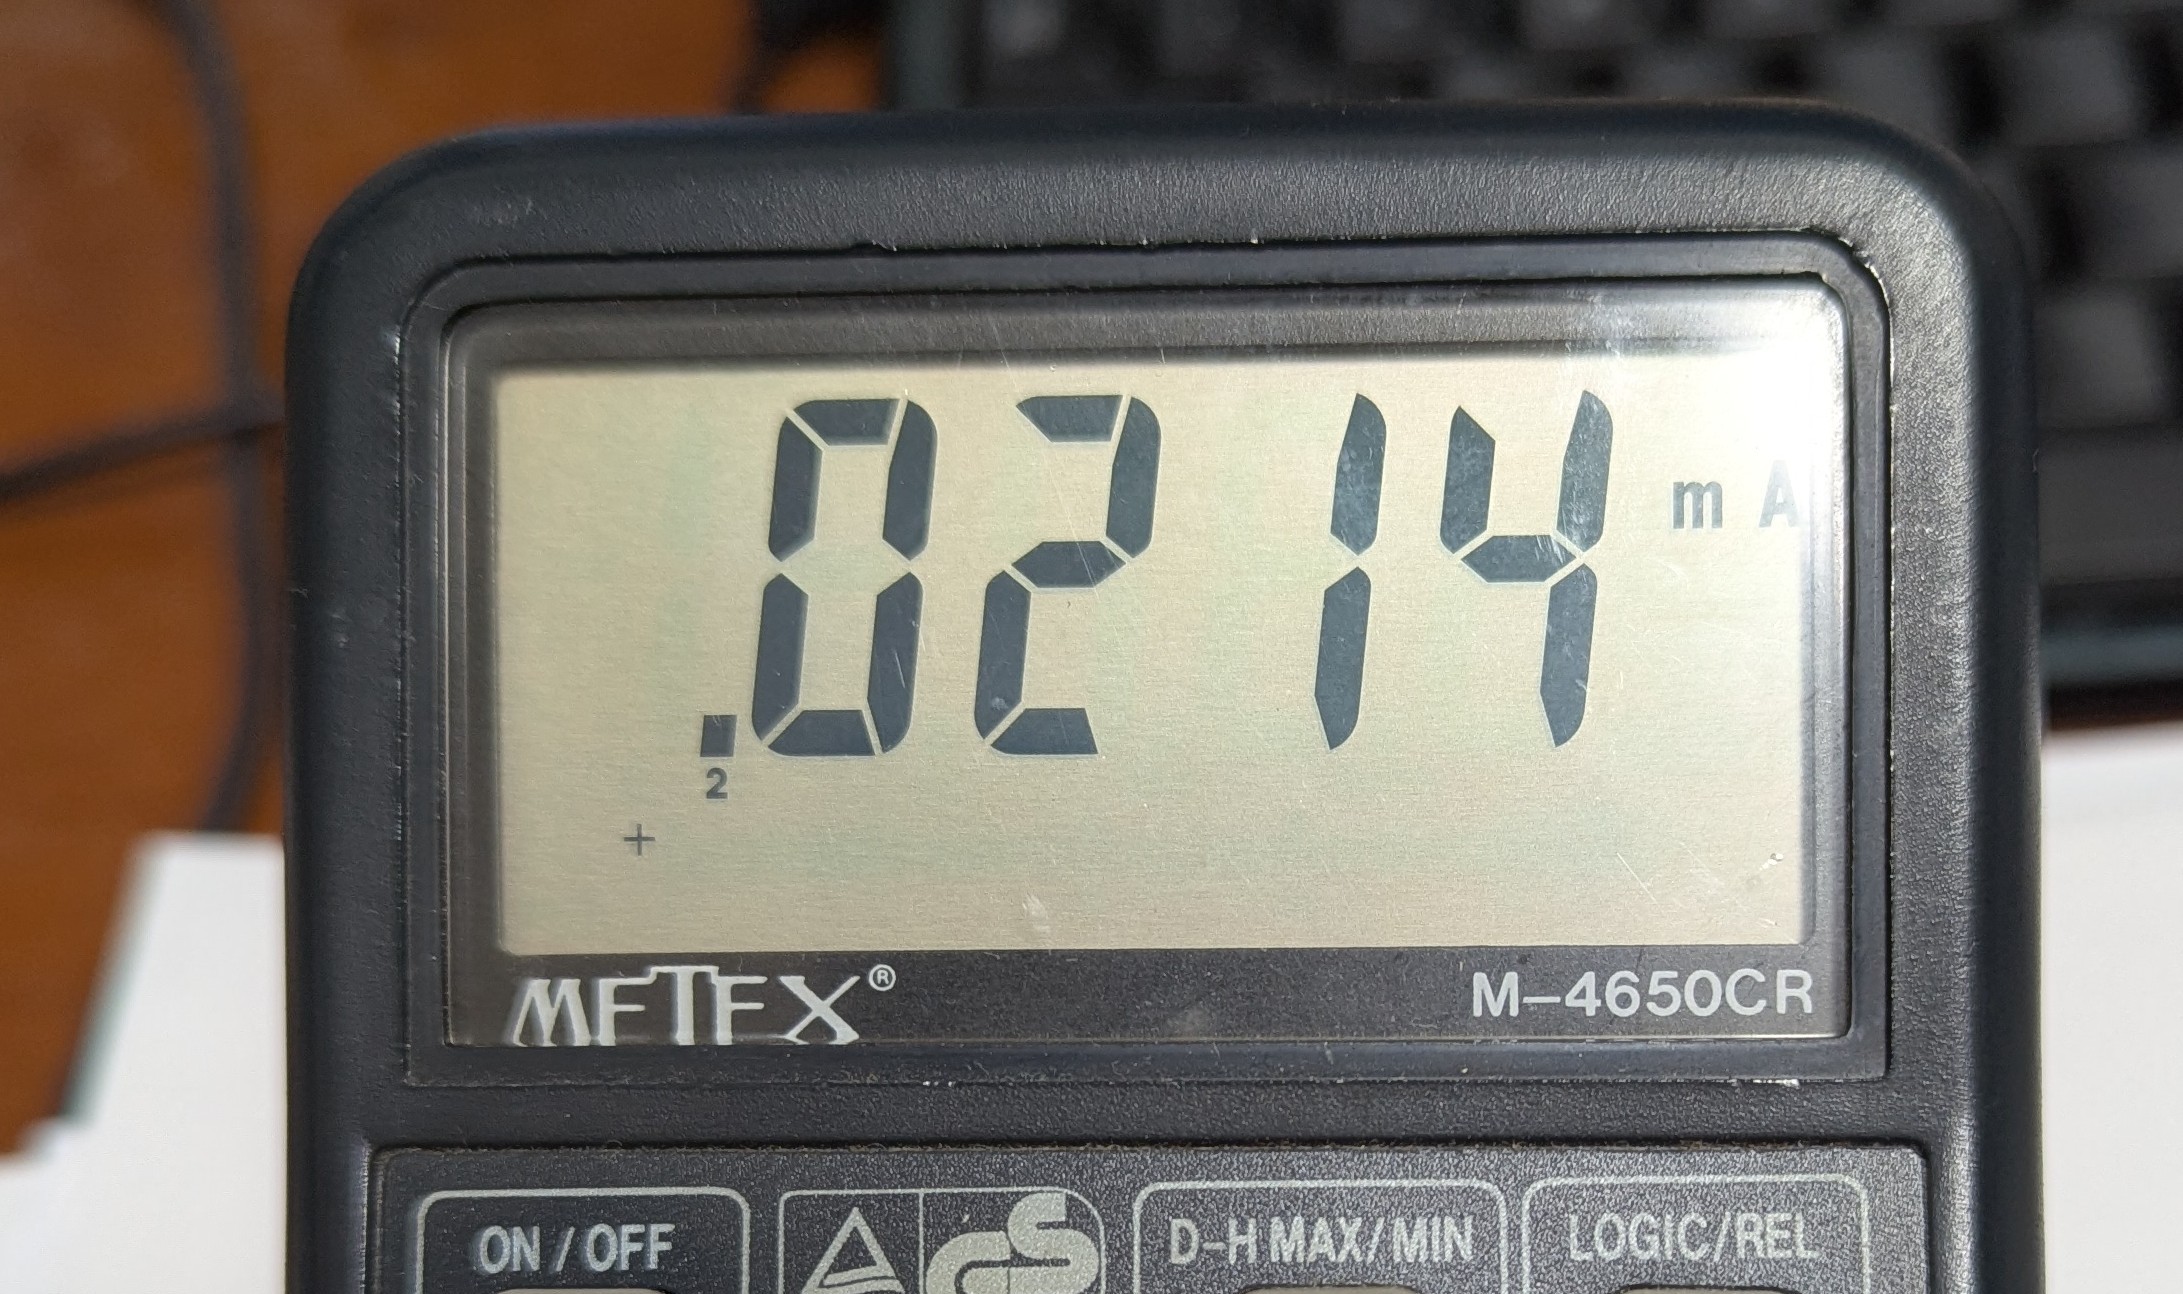 .0214 mA
2
+
METEX® M-4650CR
ON/OFF D-H MAX/MIN LOGIC/REL